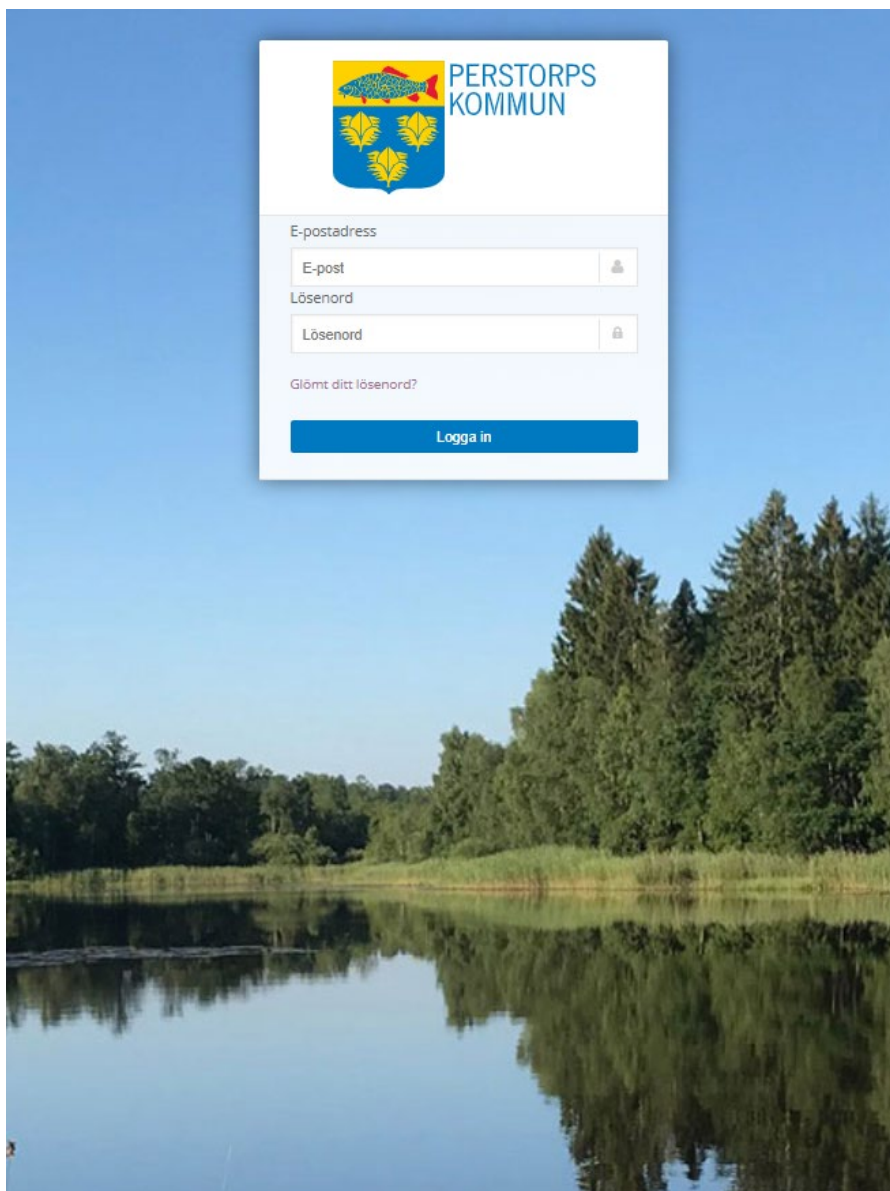 PERSTORPS
KOMMUN
E-postadress
E-post
Lösenord
Lösenord
Glömt ditt lösenord?
Logga in